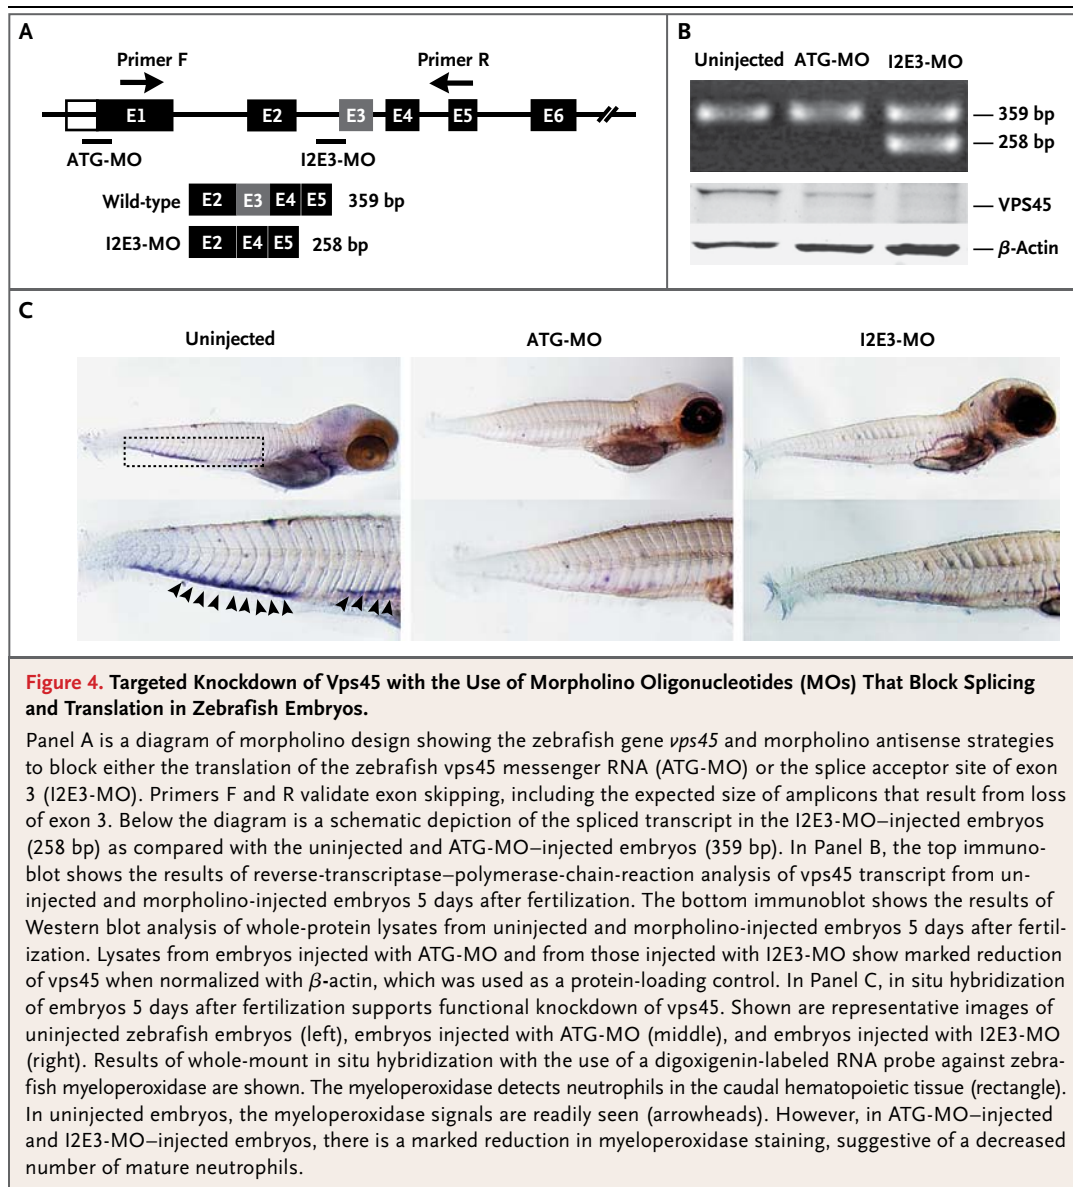 A
Primer F
Primer R
E1
E2
E3
E4
E5
E6
ATG-MO
I2E3-MO
Wild-type
E2
E3
E4
E5
359 bp
I2E3-MO
E2
E4
E5
258 bp
B
Uninjected
ATG-MO
I2E3-MO
359 bp
258 bp
VPS45
β-Actin
C
Uninjected
ATG-MO
I2E3-MO
Figure 4. Targeted Knockdown of Vps45 with the Use of Morpholino Oligonucleotides (MOs) That Block Splicing
and Translation in Zebrafish Embryos.
Panel A is a diagram of morpholino design showing the zebrafish gene vps45 and morpholino antisense strategies
to block either the translation of the zebrafish vps45 messenger RNA (ATG-MO) or the splice acceptor site of exon
3 (I2E3-MO). Primers F and R validate exon skipping, including the expected size of amplicons that result from loss
of exon 3. Below the diagram is a schematic depiction of the spliced transcript in the I2E3-MO–injected embryos
(258 bp) as compared with the uninjected and ATG-MO–injected embryos (359 bp). In Panel B, the top immuno-
blot shows the results of reverse-transcriptase–polymerase-chain-reaction analysis of vps45 transcript from un-
injected and morpholino-injected embryos 5 days after fertilization. The bottom immunoblot shows the results of
Western blot analysis of whole-protein lysates from uninjected and morpholino-injected embryos 5 days after fertil-
ization. Lysates from embryos injected with ATG-MO and from those injected with I2E3-MO show marked reduction
of vps45 when normalized with β-actin, which was used as a protein-loading control. In Panel C, in situ hybridization
of embryos 5 days after fertilization supports functional knockdown of vps45. Shown are representative images of
uninjected zebrafish embryos (left), embryos injected with ATG-MO (middle), and embryos injected with I2E3-MO
(right). Results of whole-mount in situ hybridization with the use of a digoxigenin-labeled RNA probe against zebra-
fish myeloperoxidase are shown. The myeloperoxidase detects neutrophils in the caudal hematopoietic tissue (rectangle).
In uninjected embryos, the myeloperoxidase signals are readily seen (arrowheads). However, in ATG-MO–injected
and I2E3-MO–injected embryos, there is a marked reduction in myeloperoxidase staining, suggestive of a decreased
number of mature neutrophils.